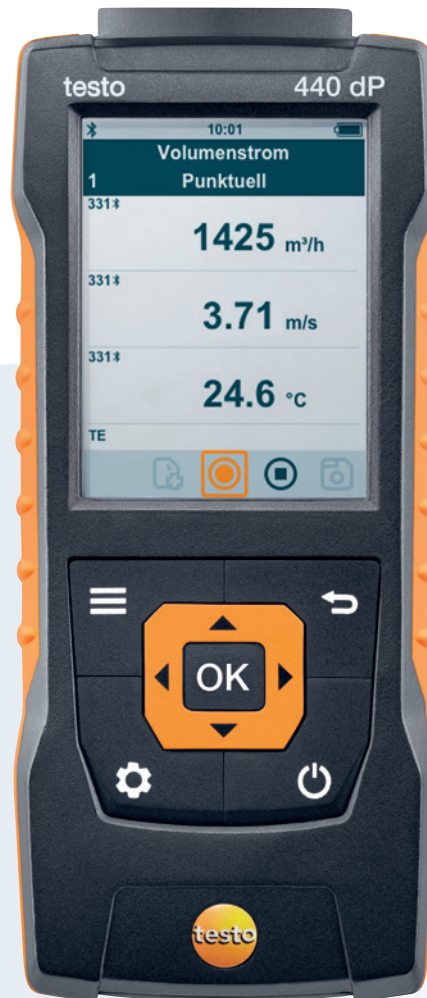 testo 440 dP
10:01
Volumenstrom
1 Punktuell
331
1425 m³/h
331
3.71 m/s
331
24.6 °C
TE
OK
testo